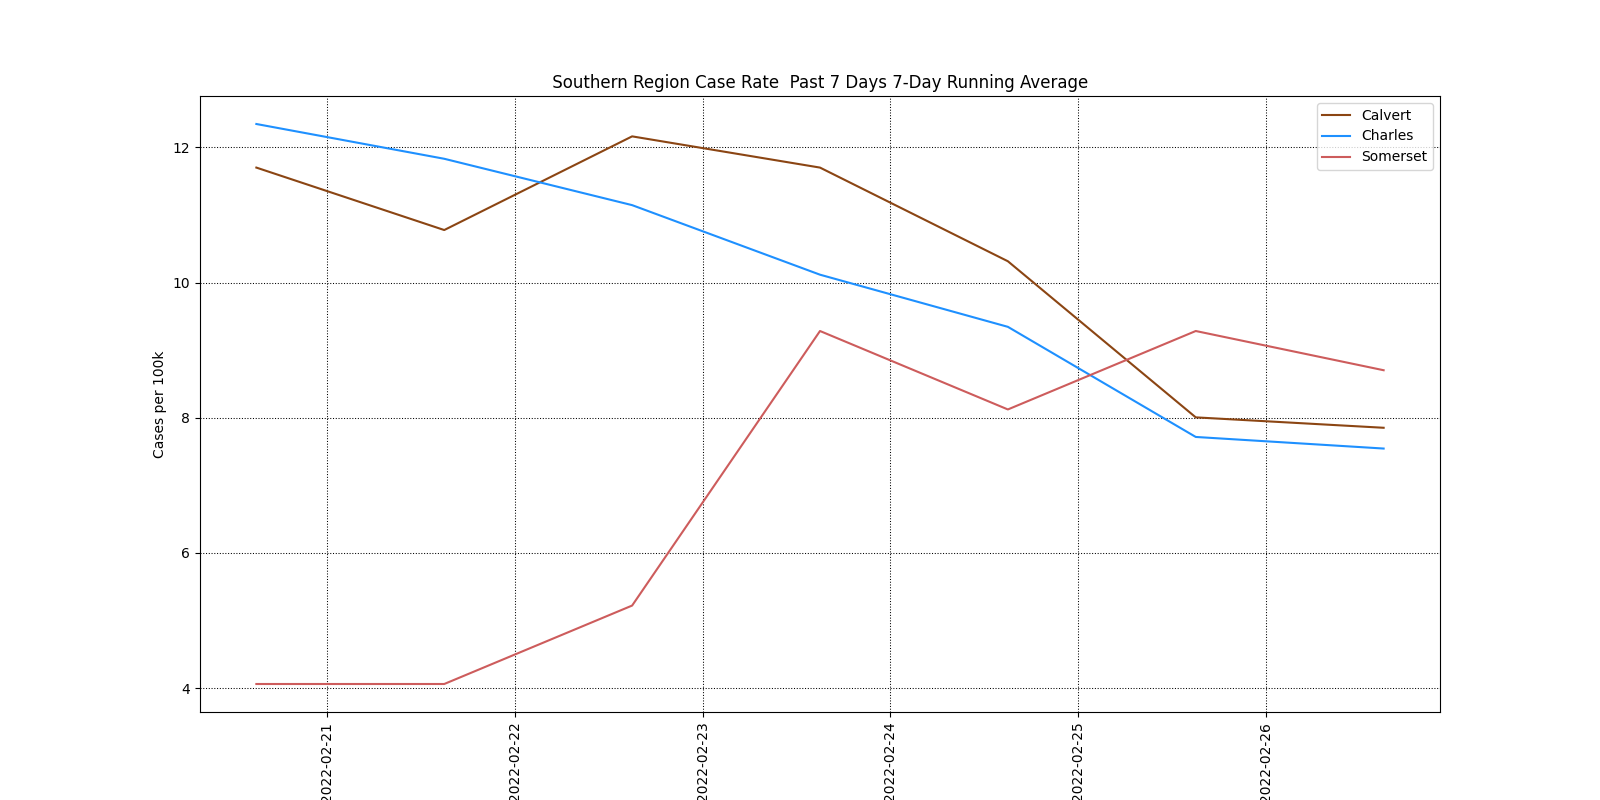 Southern Region Case Rate  Past 7 Days 7-Day Running Average
Calvert
Charles
Somerset
Cases per 100k
12
10
8
6
4
2022-02-21
2022-02-22
2022-02-23
2022-02-24
2022-02-25
2022-02-26